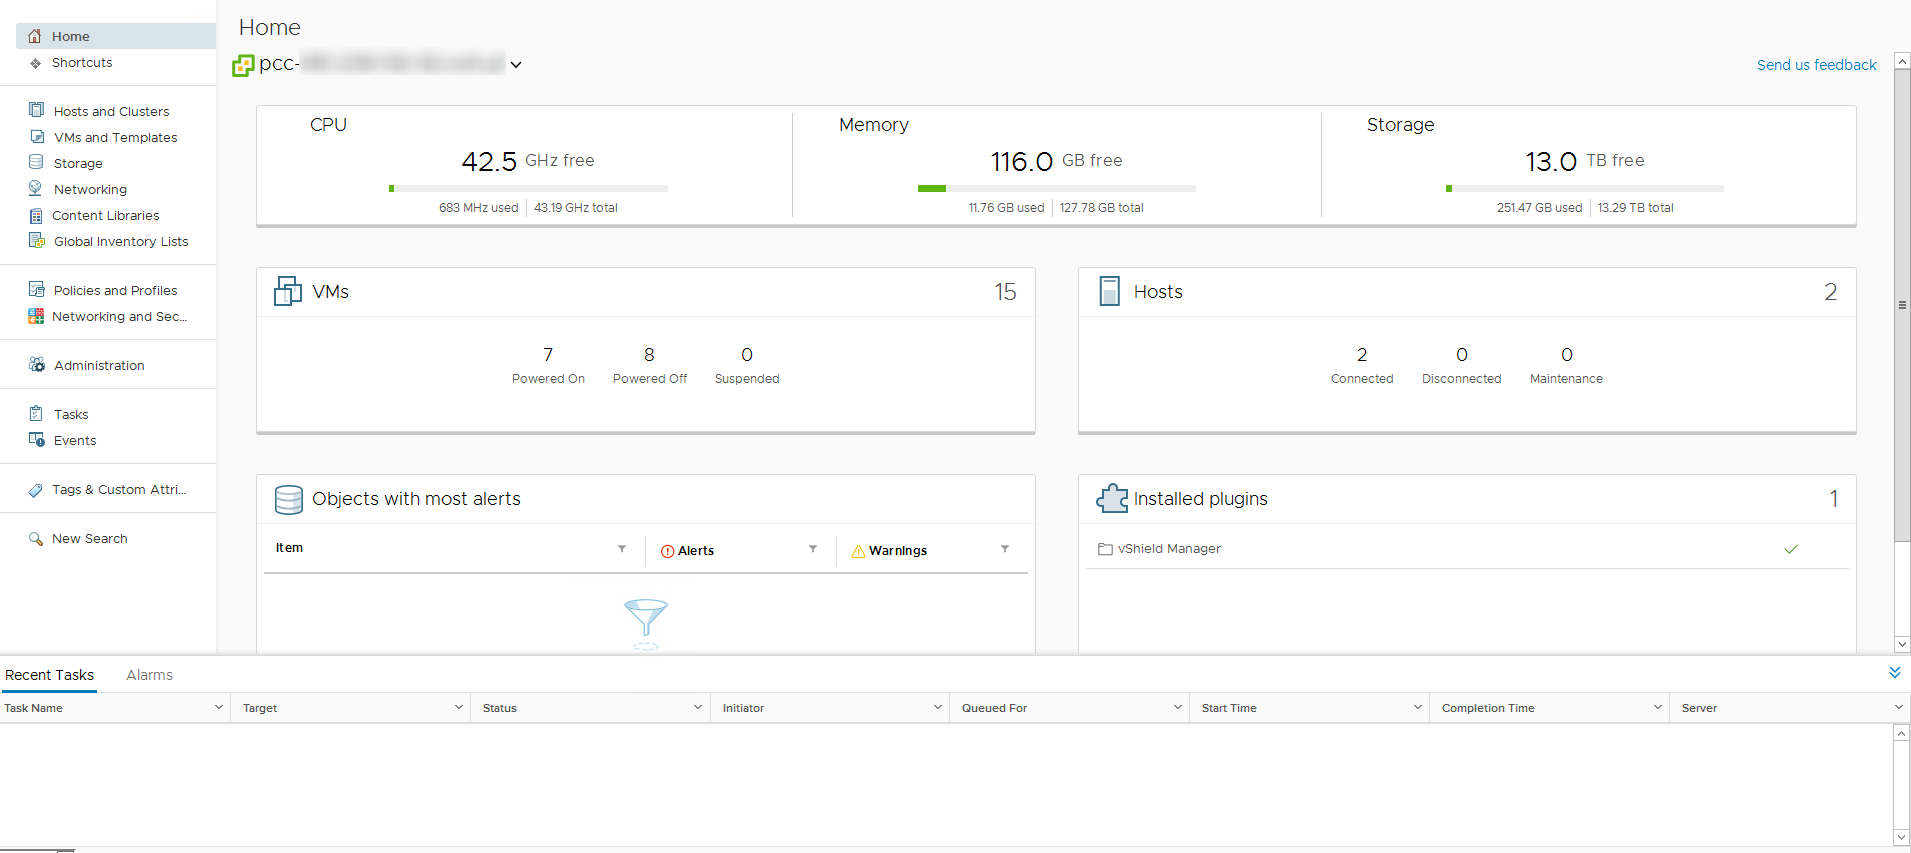 Home
Shortcuts
Hosts and Clusters
VMs and Templates
Storage
Networking
Content Libraries
Global Inventory Lists
Policies and Profiles
Networking and Sec...
Administration
Tasks
Events
Tags & Custom Attri...
New Search
Home
pcc-
Send us feedback
CPU
42.5 GHz free
683 MHz used 43.19 GHz total
Memory
116.0 GB free
11.76 GB used 127.78 GB total
Storage
13.0 TB free
251.47 GB used 13.29 TB total
VMs 15
7 8 0
Powered On Powered Off Suspended
Hosts 2
2 0 0
Connected Disconnected Maintenance
Objects with most alerts
Item Alerts Warnings
Installed plugins 1
vShield Manager
Recent Tasks Alarms
Task Name Target Status Initiator Queued For Start Time Completion Time Server